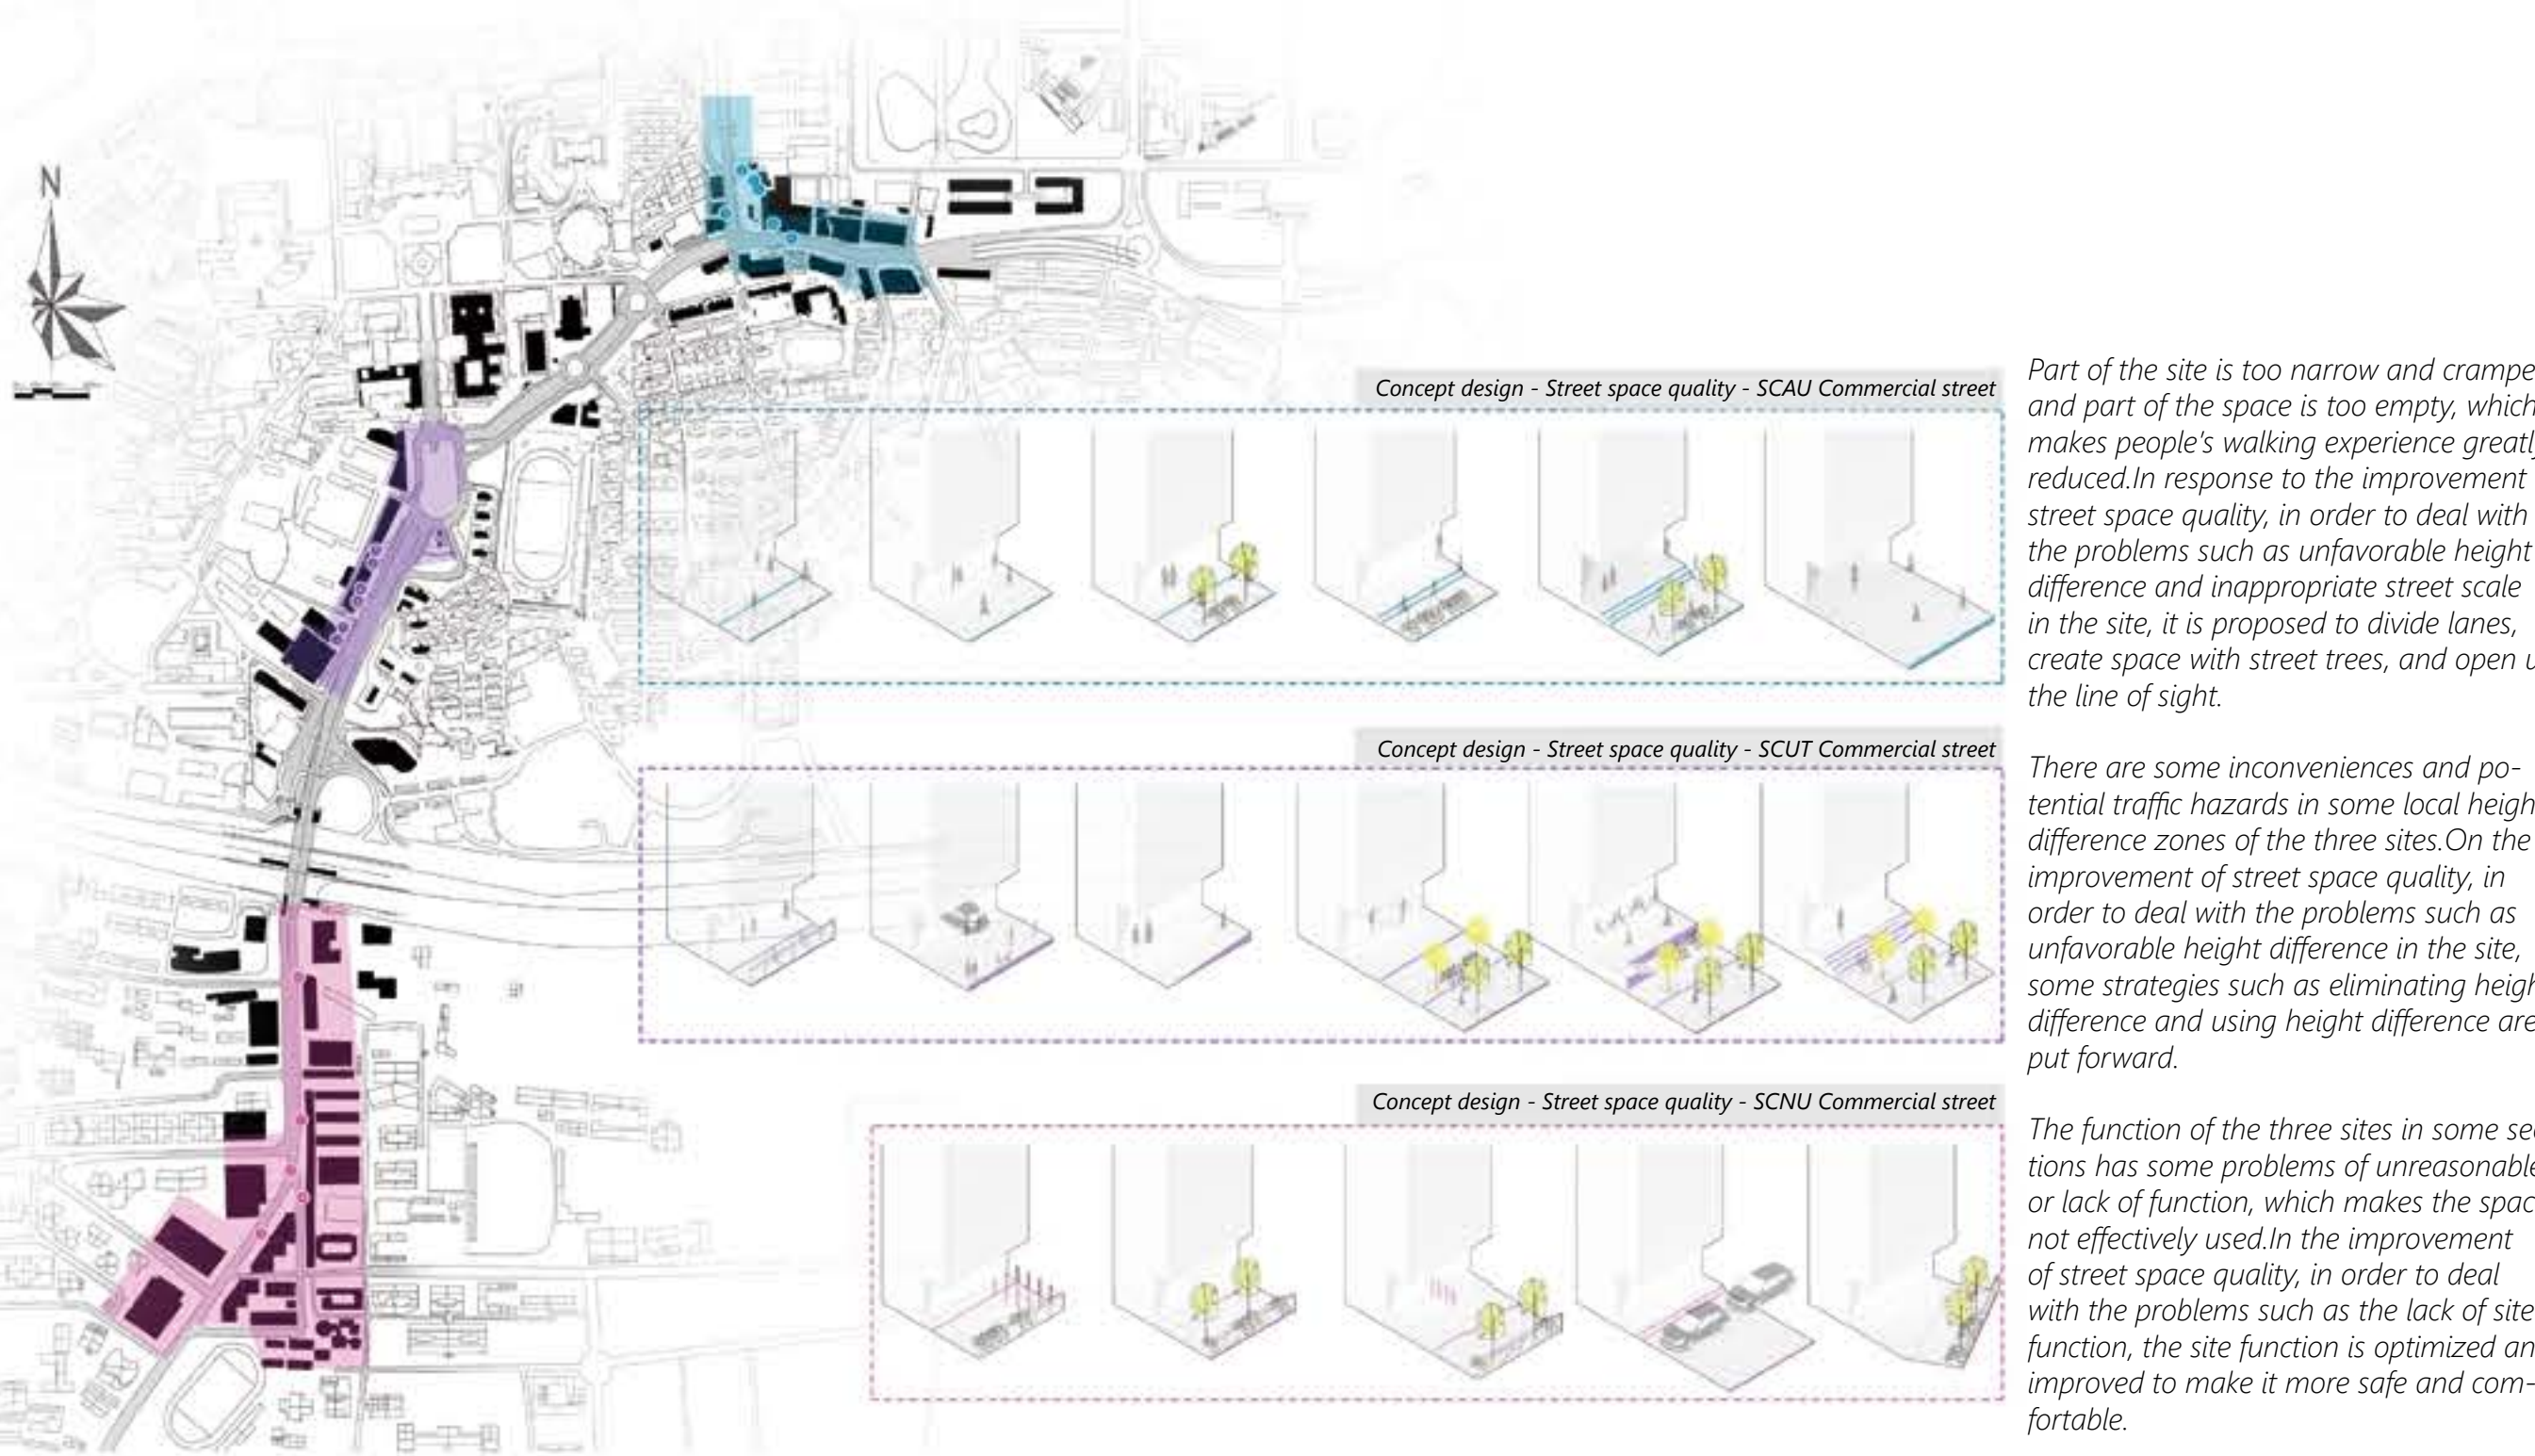 N
Concept design - Street space quality - SCAU Commercial street
Concept design - Street space quality - SCUT Commercial street
Concept design - Street space quality - SCNU Commercial street
Part of the site is too narrow and crampe
and part of the space is too empty, which
makes people's walking experience greatly
reduced.In response to the improvement
street space quality, in order to deal with
the problems such as unfavorable height
difference and inappropriate street scale
in the site, it is proposed to divide lanes,
create space with street trees, and open u
the line of sight.
There are some inconveniences and po-
tential traffic hazards in some local heigh
difference zones of the three sites.On the
improvement of street space quality, in
order to deal with the problems such as
unfavorable height difference in the site,
some strategies such as eliminating heigh
difference and using height difference are
put forward.
The function of the three sites in some sec
tions has some problems of unreasonable
or lack of function, which makes the spac
not effectively used.In the improvement
of street space quality, in order to deal
with the problems such as the lack of site
function, the site function is optimized an
improved to make it more safe and com-
fortable.